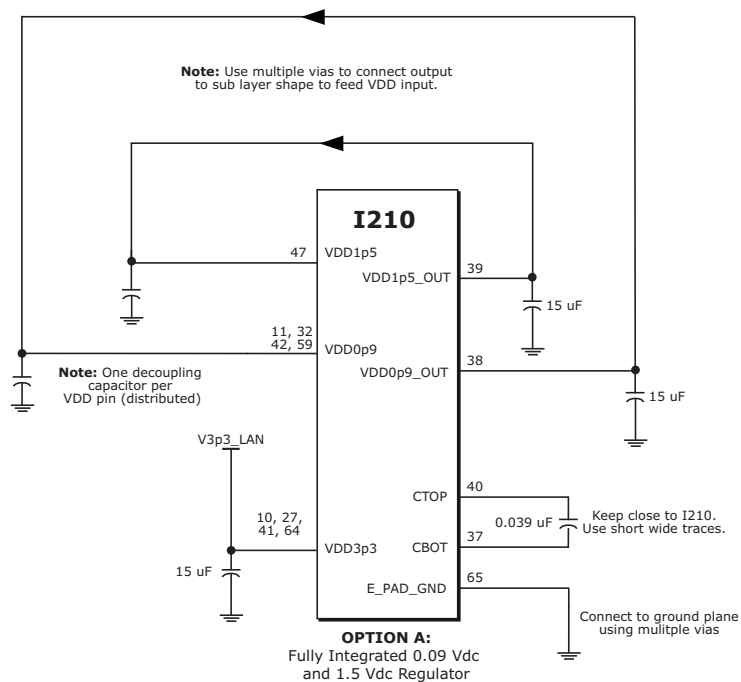 Note: Use multiple vias to connect output
to sub layer shape to feed VDD input.
I210
47
VDD1p5
39
VDD1p5_OUT
15 uF
11, 32
42, 59
VDD0p9
38
VDD0p9_OUT
Note: One decoupling
capacitor per
VDD pin (distributed)
15 uF
V3p3_LAN
40
CTOP
0.039 uF
Keep close to I210.
Use short wide traces.
10, 27,
41, 64
VDD3p3
37
CBOT
15 uF
65
E_PAD_GND
Connect to ground plane
using mulitple vias
OPTION A:
Fully Integrated 0.09 Vdc
and 1.5 Vdc Regulator